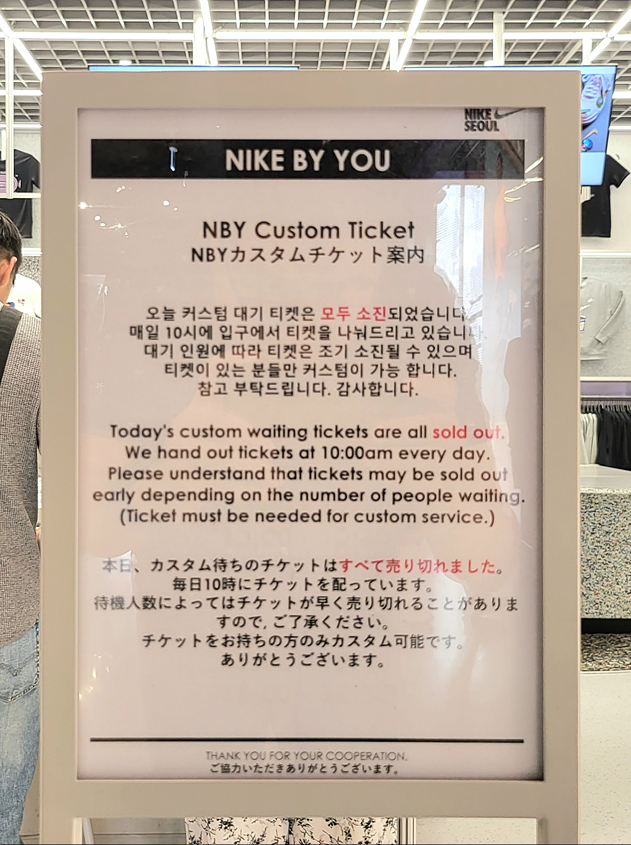 NIKE
SEOUL
NIKE BY YOU
NBY Custom Ticket
NBYカスタムチケット案内
오늘 커스텀 대기 티켓은 모두 소진되었습니다.
매일 10시에 입구에서 티켓을 나눠드리고 있습니다.
대기 인원에 따라 티켓은 조기 소진될 수 있으며
티켓이 있는 분들만 커스텀이 가능 합니다.
참고 부탁드립니다. 감사합니다.
Today's custom waiting tickets are all sold out.
We hand out tickets at 10:00am every day.
Please understand that tickets may be sold out
early depending on the number of people waiting.
(Ticket must be needed for custom service.)
本日、カスタム待ちのチケットはすべて売り切れました。
毎日10時にチケットを配っています。
待機人数によってはチケットが早く売り切れることがありま
すので, ご了承ください。
チケットをお持ちの方のみカスタム可能です。
ありがとうございます。
THANK YOU FOR YOUR COOPERATION.
ご協力いただきありがとうございます。